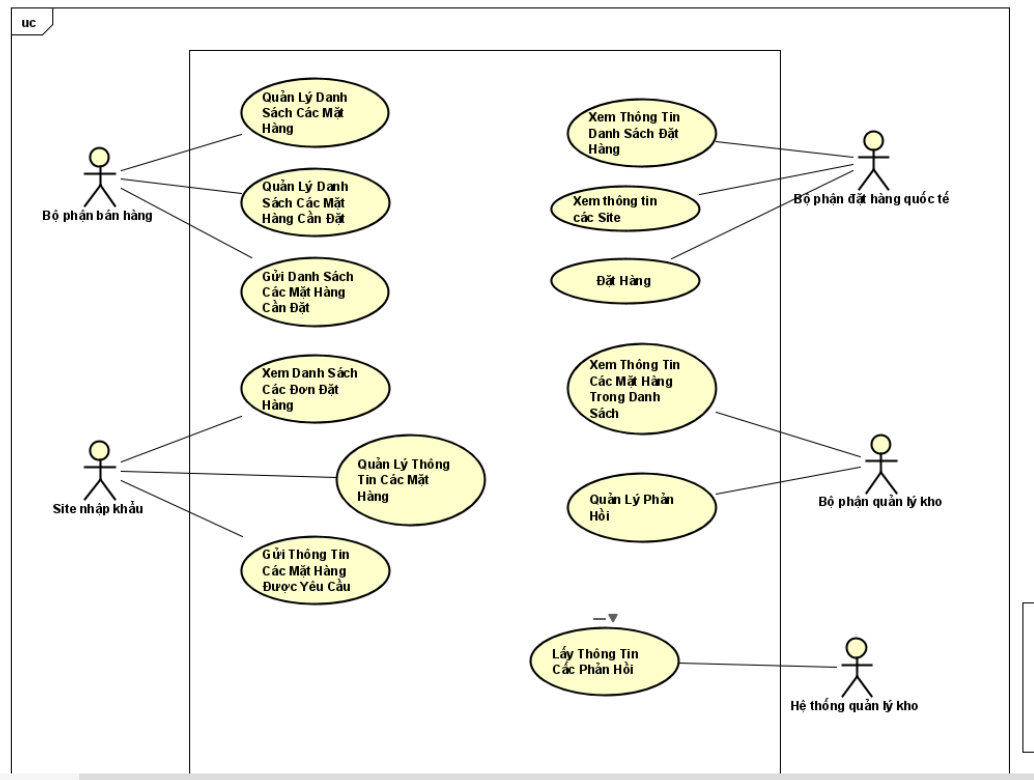 uc
Quản Lý Danh
Sách Các Mặt
Hàng
Quản Lý Danh
Sách Các Mặt
Hàng Cần Đặt
Gửi Danh Sách
Các Mặt Hàng
Cần Đặt
Bộ phận bán hàng
Xem Danh Sách
Các Đơn Đặt
Hàng
Quản Lý Thông
Tin Các Mặt
Hàng
Gửi Thông Tin
Các Mặt Hàng
Được Yêu Cầu
Site nhập khẩu
Xem Thông Tin
Danh Sách Đặt
Hàng
Xem thông tin
các Site
Đặt Hàng
Bộ phận đặt hàng quốc tế
Xem Thông Tin
Các Mặt Hàng
Trong Danh
Sách
Quản Lý Phản
Hồi
Bộ phận quản lý kho
Lấy Thông Tin
Các Phản Hồi
Hệ thống quản lý kho